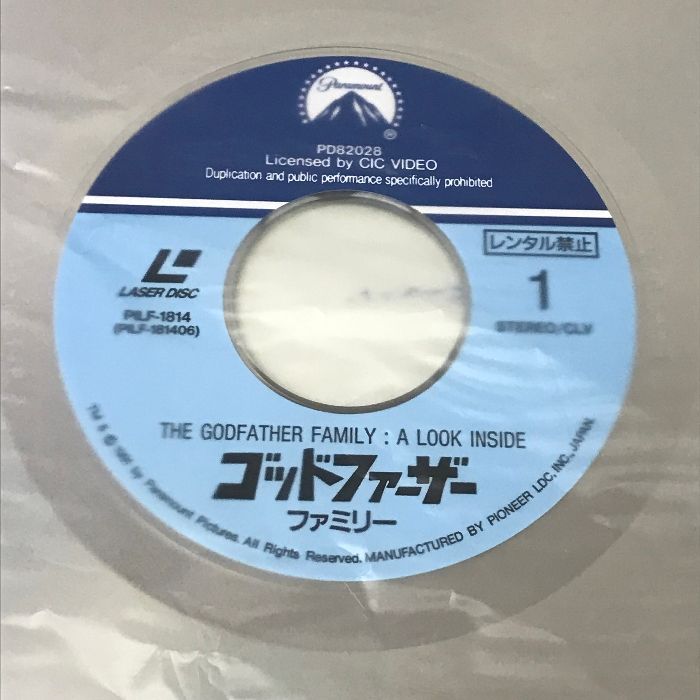 Paramount
®
PD82028
Licensed by CIC VIDEO
Duplication and public performance specifically prohibited
レンタル禁止
LASER DISC
PILF-1814
(PILF-181406)
1
STEREO/CLV
THE GODFATHER FAMILY : A LOOK INSIDE
ゴッドファーザー
ファミリー
TM & © by Paramount Pictures. All Rights Reserved. MANUFACTURED BY PIONEER LDC, INC. JAPAN